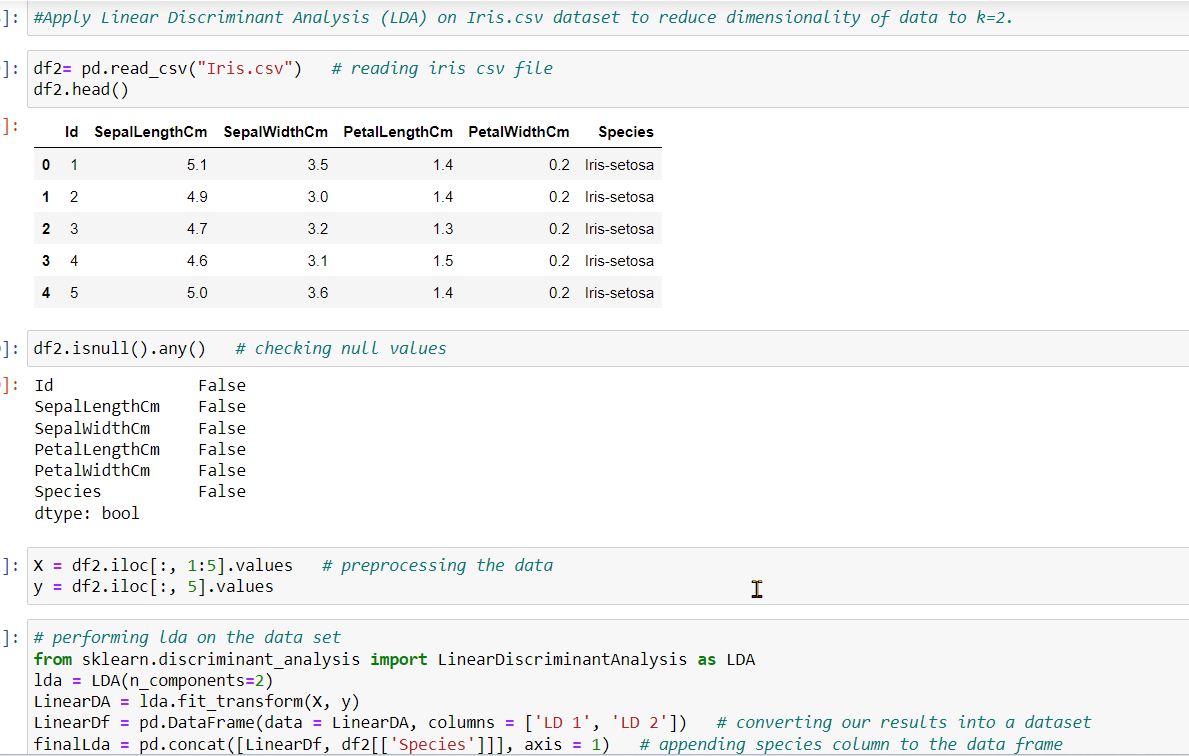 ]: #Apply Linear Discriminant Analysis (LDA) on Iris.csv dataset to reduce dimensionality of data to k=2.
]: df2= pd.read_csv("Iris.csv") # reading iris csv file
df2.head()
]:
Id SepalLengthCm SepalWidthCm PetalLengthCm PetalWidthCm Species
0 1 5.1 3.5 1.4 0.2 Iris-setosa
1 2 4.9 3.0 1.4 0.2 Iris-setosa
2 3 4.7 3.2 1.3 0.2 Iris-setosa
3 4 4.6 3.1 1.5 0.2 Iris-setosa
4 5 5.0 3.6 1.4 0.2 Iris-setosa
]: df2.isnull().any() # checking null values
]: Id False
SepalLengthCm False
SepalWidthCm False
PetalLengthCm False
PetalWidthCm False
Species False
dtype: bool
]: X = df2.iloc[:, 1:5].values # preprocessing the data
y = df2.iloc[:, 5].values
]: # performing lda on the data set
from sklearn.discriminant_analysis import LinearDiscriminantAnalysis as LDA
lda = LDA(n_components=2)
LinearDA = lda.fit_transform(X, y)
LinearDf = pd.DataFrame(data = LinearDA, columns = ['LD 1', 'LD 2']) # converting our results into a dataset
finalLda = pd.concat([LinearDf, df2[['Species']]], axis = 1) # appending species column to the data frame